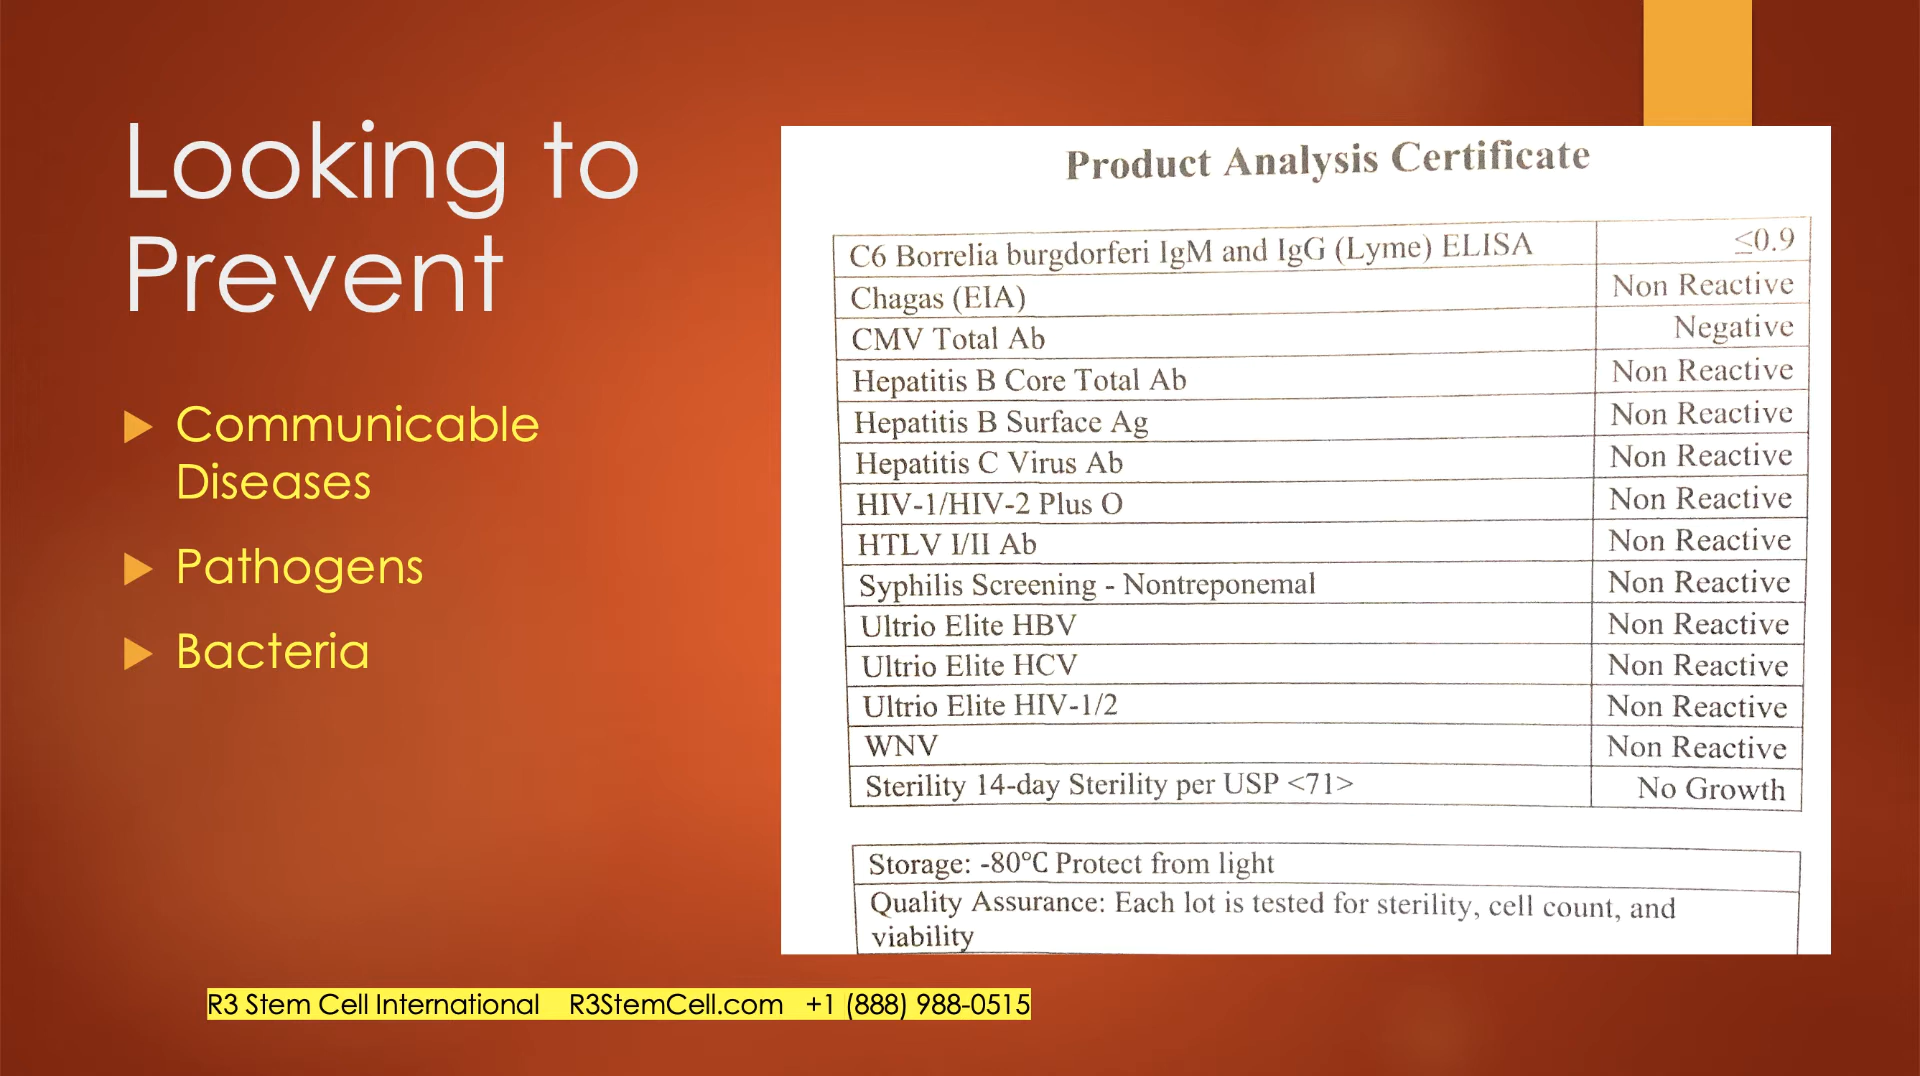 Looking to
Prevent
Communicable
Diseases
Pathogens
Bacteria
Product Analysis Certificate
C6 Borrelia burgdorferi IgM and IgG (Lyme) ELISA ≤0.9
Chagas (EIA) Non Reactive
CMV Total Ab Negative
Hepatitis B Core Total Ab Non Reactive
Hepatitis B Surface Ag Non Reactive
Hepatitis C Virus Ab Non Reactive
HIV-1/HIV-2 Plus O Non Reactive
HTLV I/II Ab Non Reactive
Syphilis Screening - Nontreponemal Non Reactive
Ultrio Elite HBV Non Reactive
Ultrio Elite HCV Non Reactive
Ultrio Elite HIV-1/2 Non Reactive
WNV Non Reactive
Sterility 14-day Sterility per USP <71> No Growth
Storage: -80°C Protect from light
Quality Assurance: Each lot is tested for sterility, cell count, and
viability
R3 Stem Cell International R3StemCell.com +1 (888) 988-0515